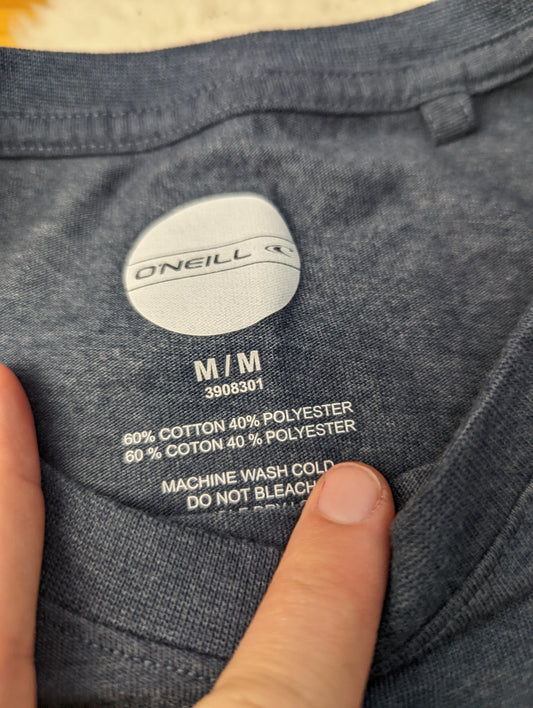 O'NEILL
M / M
3908301
60% COTTON 40% POLYESTER
60 % COTON 40 % POLYESTER
MACHINE WASH COLD
DO NOT BLEACH